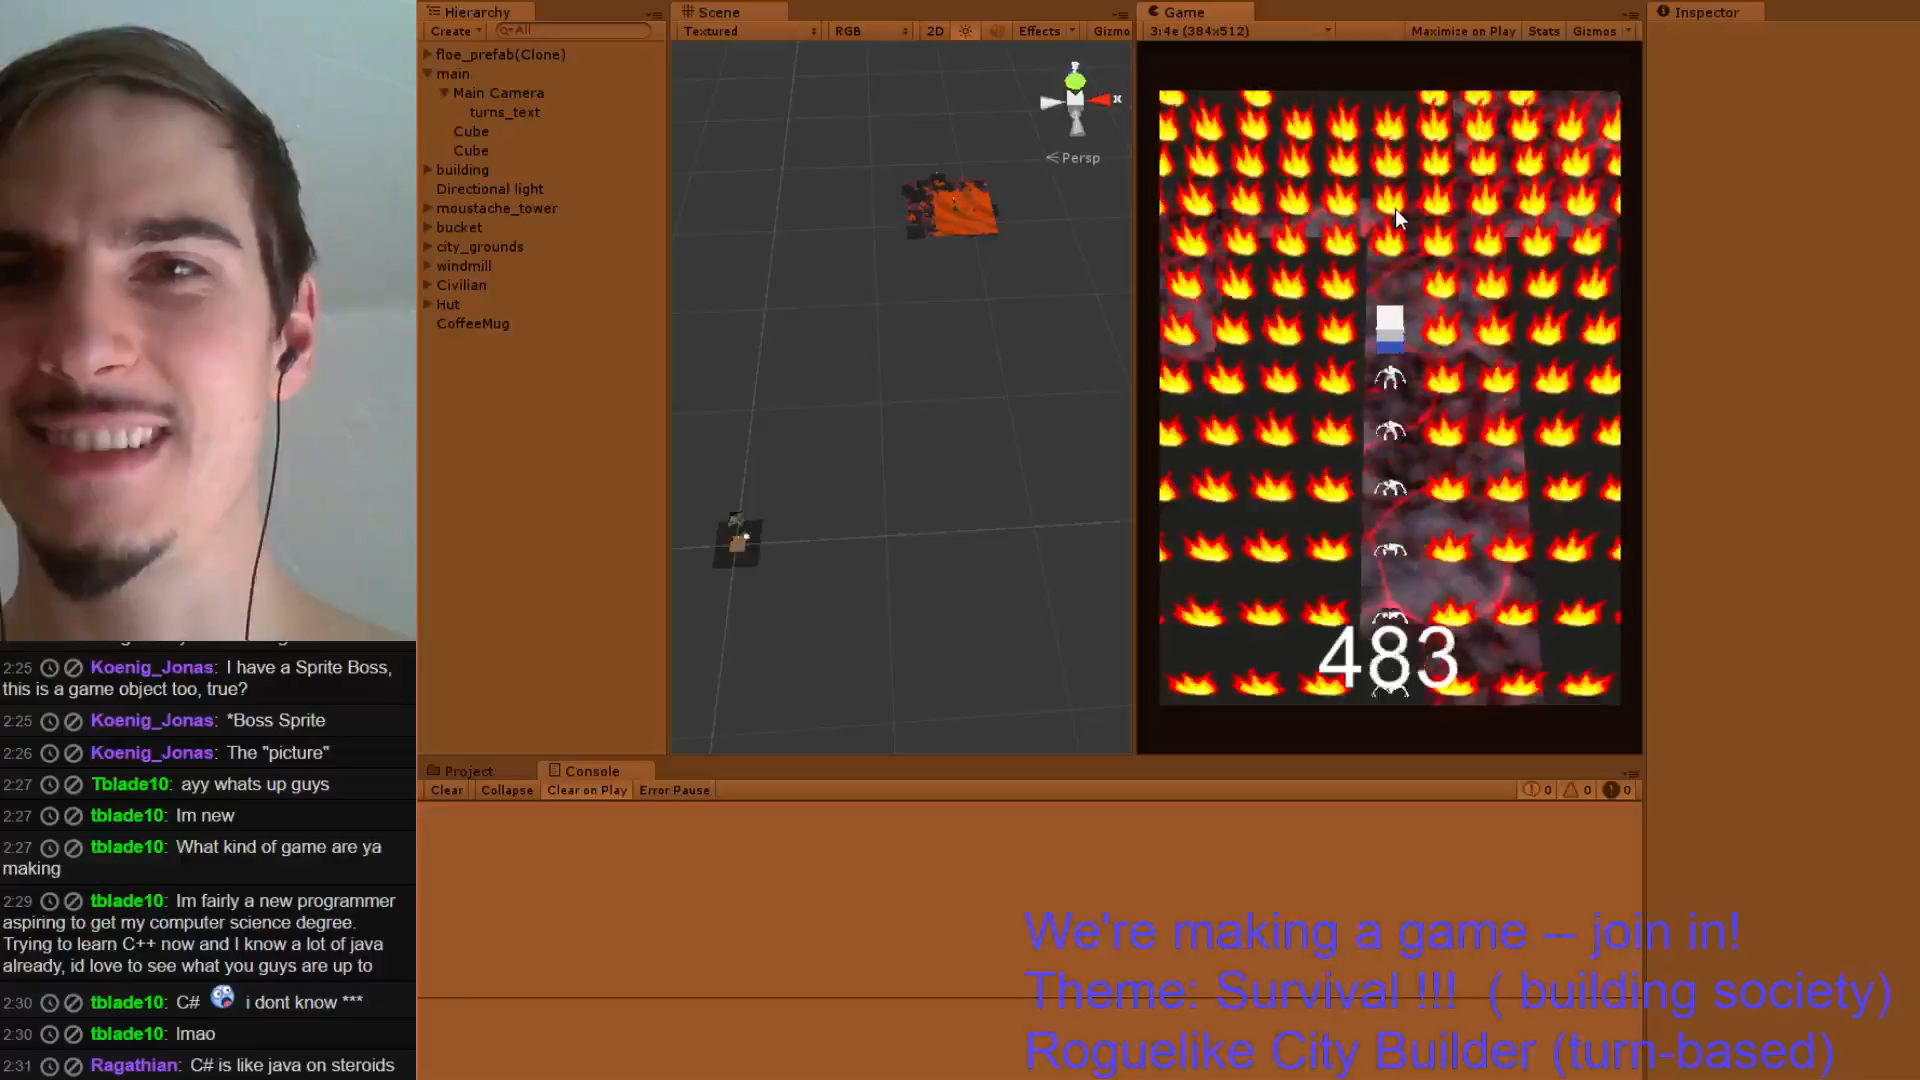 Hierarchy
Create
All
floe_prefab(Clone)
main
Main Camera
turns_text
Cube
Cube
building
Directional light
moustache_tower
bucket
city_grounds
windmill
Civilian
Hut
CoffeeMug
Scene
Textured
RGB
2D
Effects
Gizmo
x
Persp
Game
3:4e (384x512)
Maximize on Play
Stats
Gizmos
483
Inspector
Project
Console
Clear
Collapse
Clear on Play
Error Pause
0
0
0
2:25 Koenig_Jonas: I have a Sprite Boss,
this is a game object too, true?
2:25 Koenig_Jonas: *Boss Sprite
2:26 Koenig_Jonas: The "picture"
2:27 Tblade10: ayy whats up guys
2:27 tblade10: Im new
2:27 tblade10: What kind of game are ya
making
2:29 tblade10: Im fairly a new programmer
aspiring to get my computer science degree.
Trying to learn C++ now and I know a lot of java
already, id love to see what you guys are up to
2:30 tblade10: C# i dont know ***
2:30 tblade10: lmao
2:31 Ragathian: C# is like java on steroids
We're making a game -- join in!
Theme: Survival !!! ( building society)
Roguelike City Builder (turn-based)